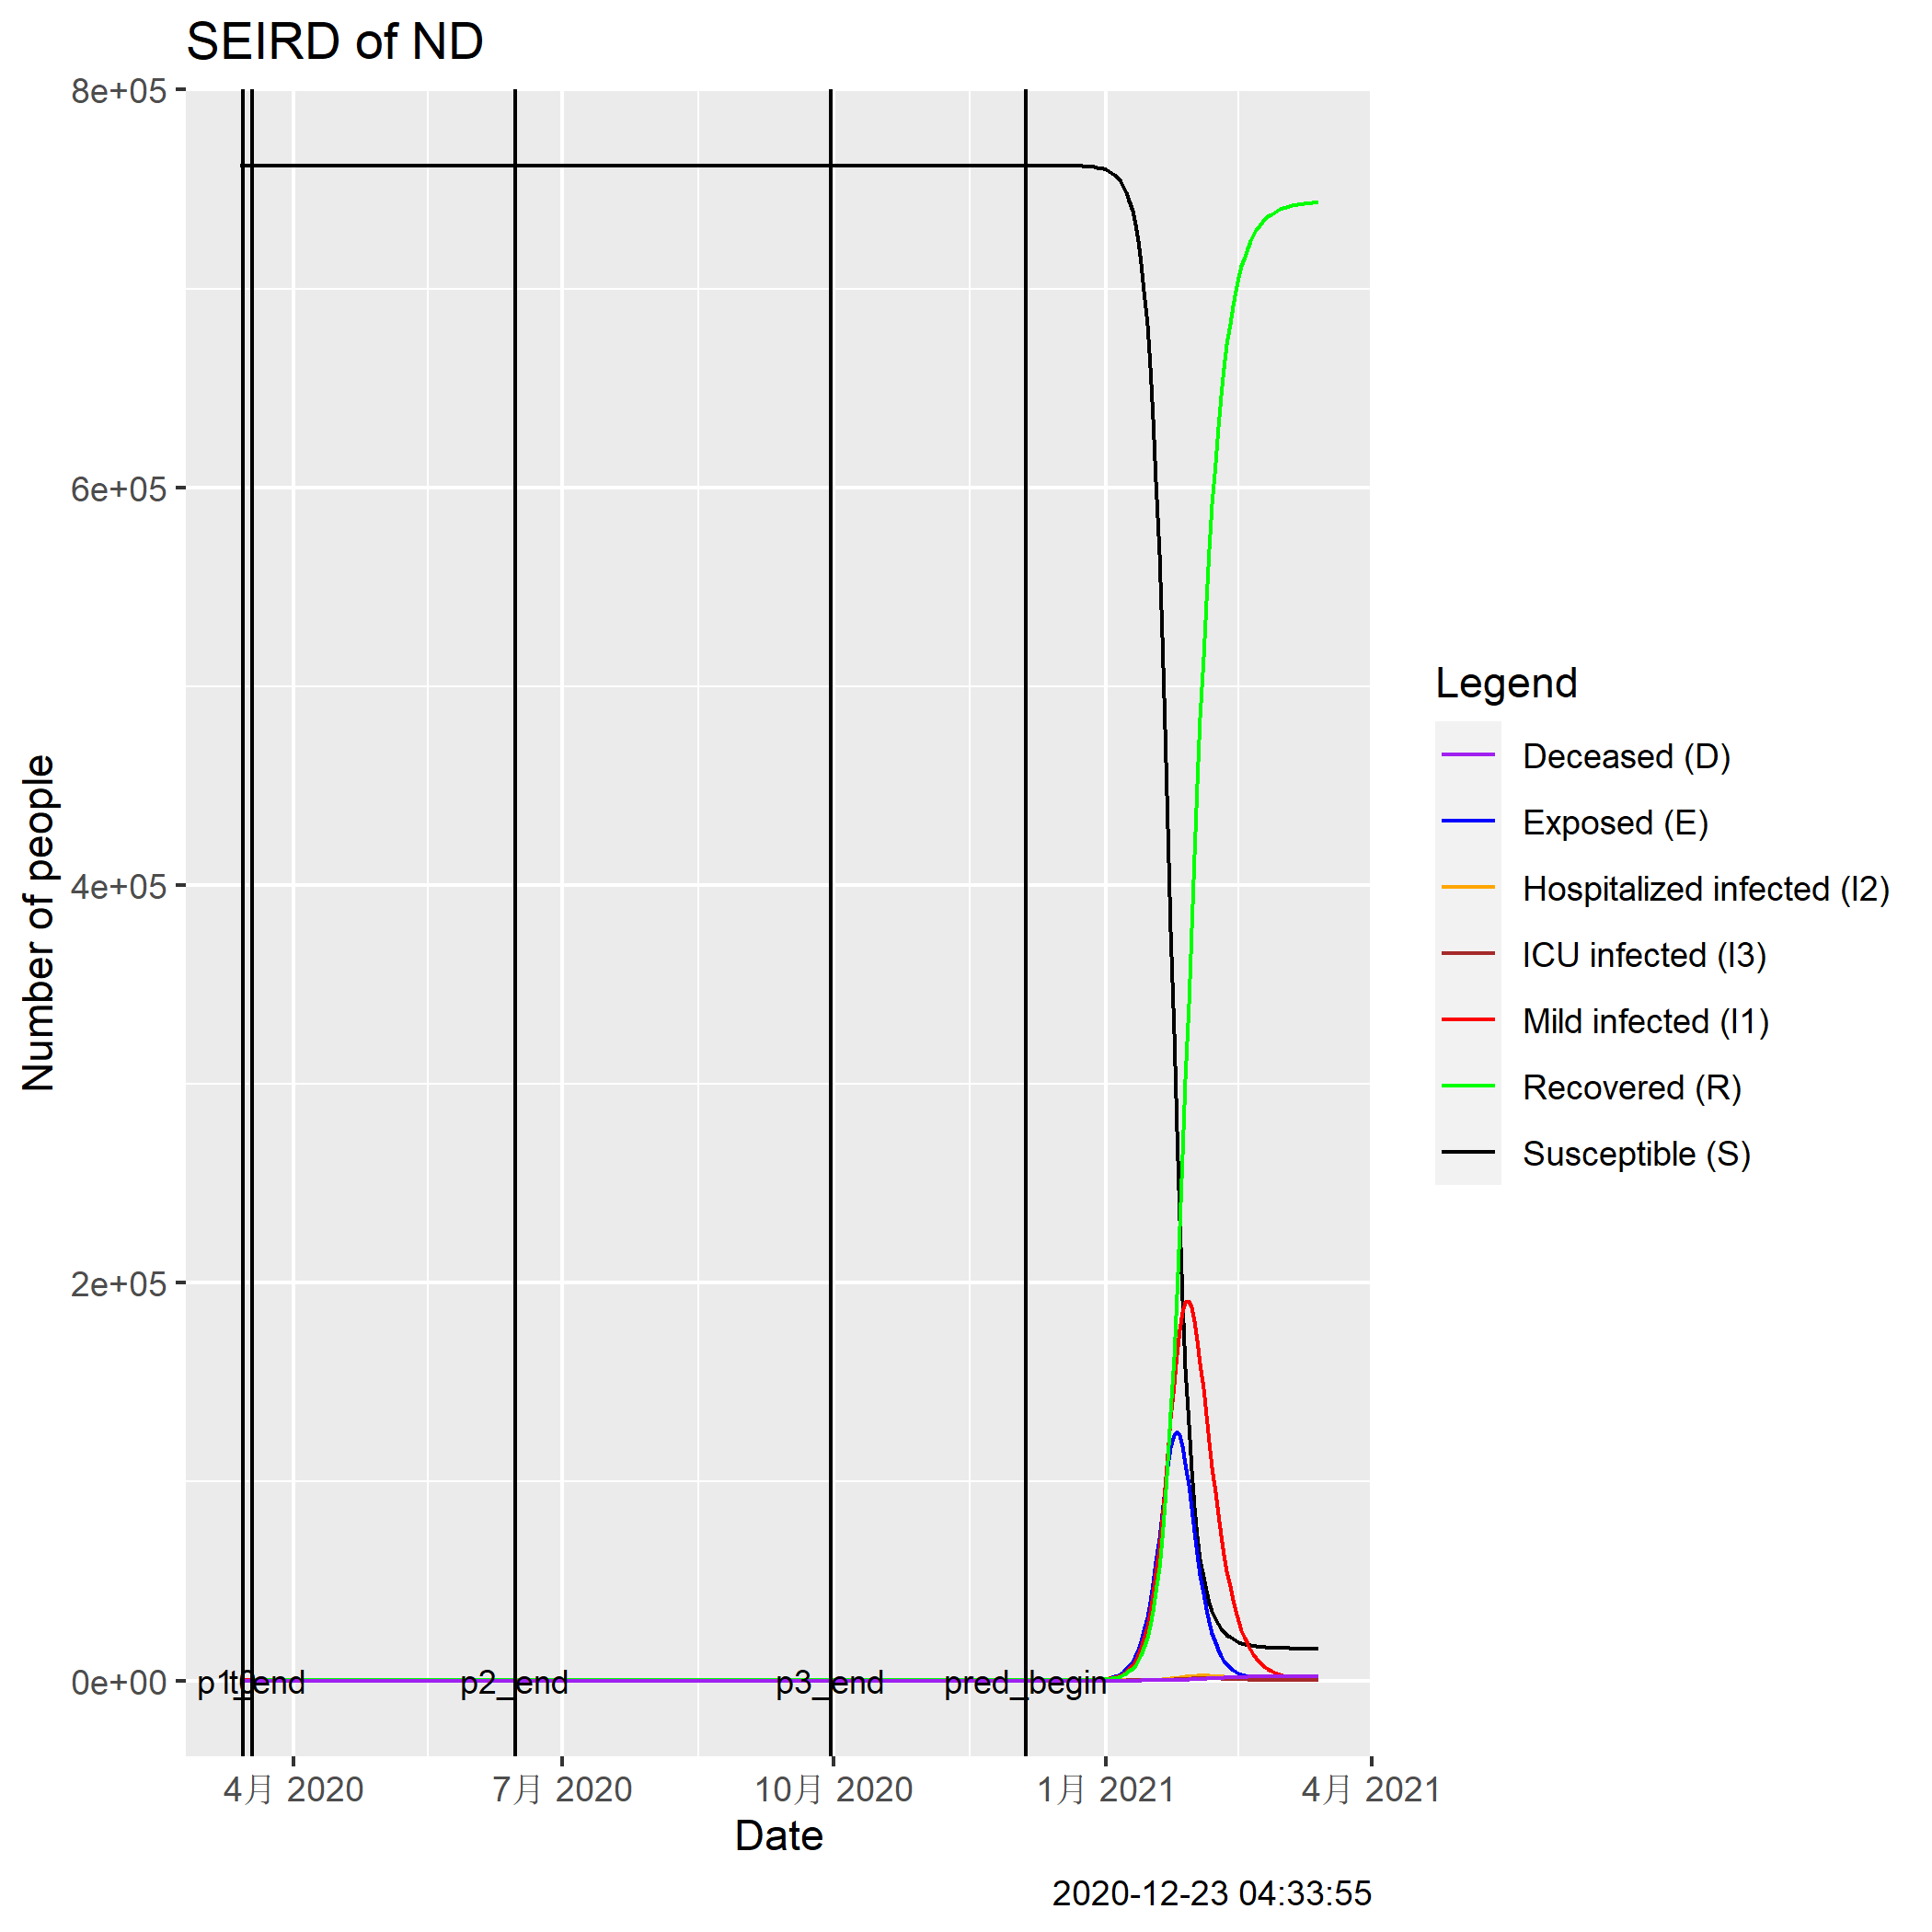 SEIRD of ND
8e+05
6e+05
4e+05
2e+05
0e+00
Number of people
p2_end
p3_end
pred_begin
4月 2020
7月 2020
10月 2020
1月 2021
4月 2021
Date
2020-12-23 04:33:55
Legend
Deceased (D)
Exposed (E)
Hospitalized infected (I2)
ICU infected (I3)
Mild infected (I1)
Recovered (R)
Susceptible (S)